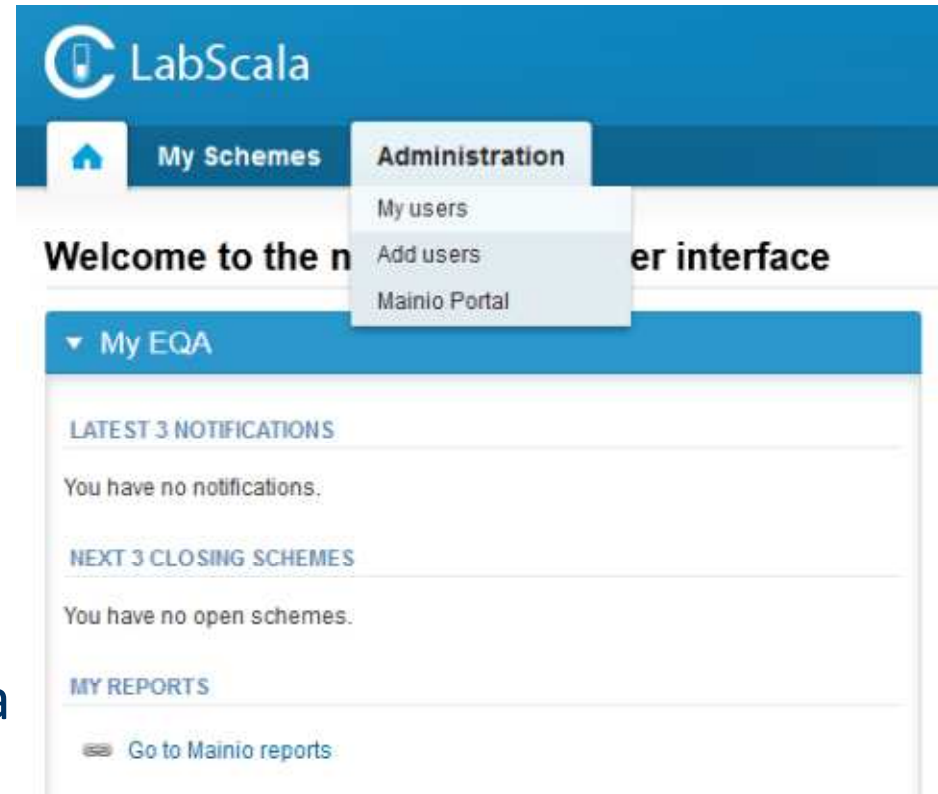 LabScala
My Schemes Administration
My users
Welcome to the n Add users er interface
Mainio Portal
My EQA
LATEST 3 NOTIFICATIONS
You have no notifications.
NEXT 3 CLOSING SCHEMES
You have no open schemes.
MY REPORTS
a
Go to Mainio reports